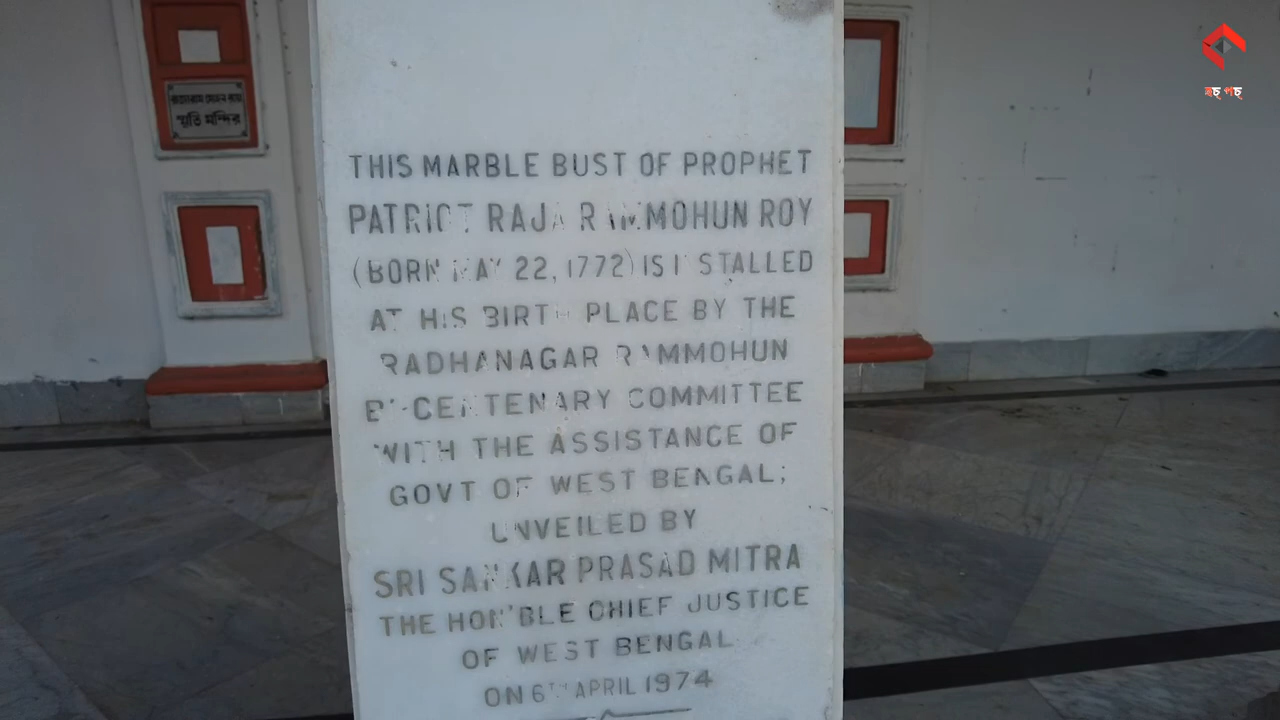 রাজারাম মোহন রায়
স্মৃতি মন্দির
THIS MARBLE BUST OF PROPHET
PATRIOT RAJA RAMMOHUN ROY
(BORN MAY 22, 1772) IS INSTALLED
AT HIS BIRTH PLACE BY THE
RADHANAGAR RAMMOHUN
BI-CENTENARY COMMITTEE
WITH THE ASSISTANCE OF
GOVT OF WEST BENGAL;
UNVEILED BY
SRI SANKAR PRASAD MITRA
THE HON'BLE CHIEF JUSTICE
OF WEST BENGAL
ON 6TH APRIL 1974